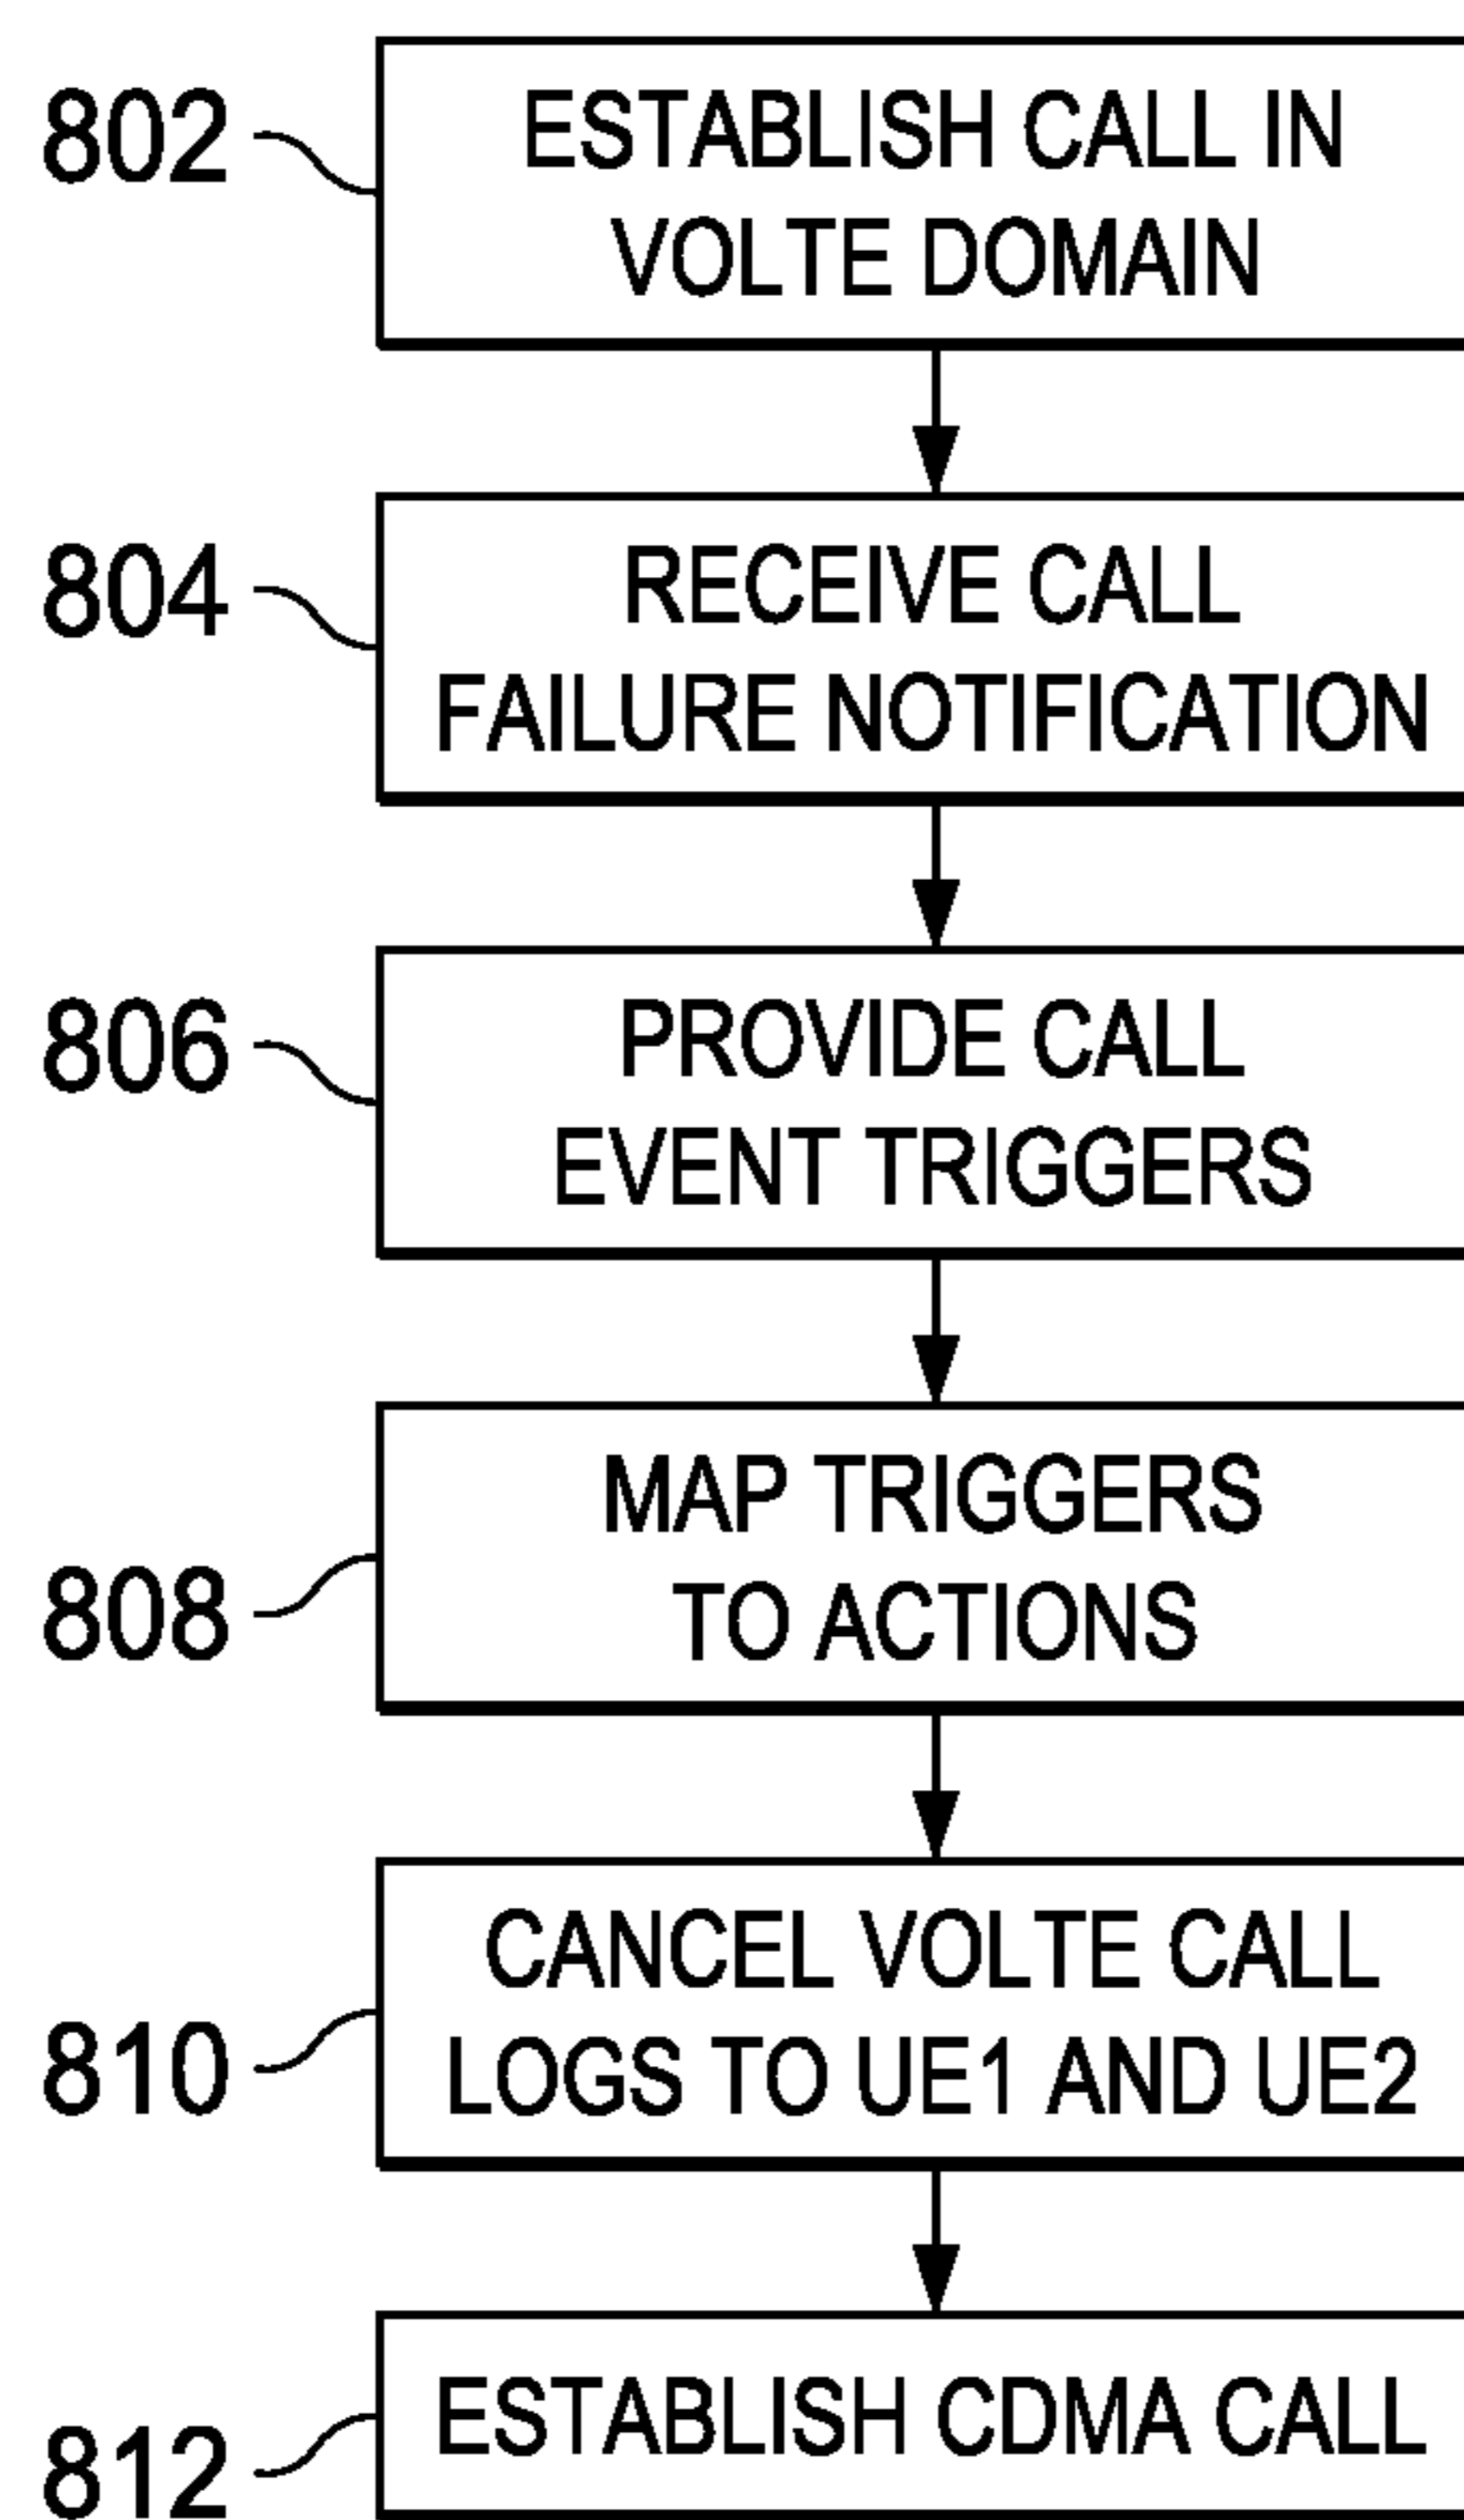 802
ESTABLISH CALL IN
VOLTE DOMAIN
804
RECEIVE CALL
FAILURE NOTIFICATION
806
PROVIDE CALL
EVENT TRIGGERS
808
MAP TRIGGERS
TO ACTIONS
810
CANCEL VOLTE CALL
LOGS TO UE1 AND UE2
812
ESTABLISH CDMA CALL